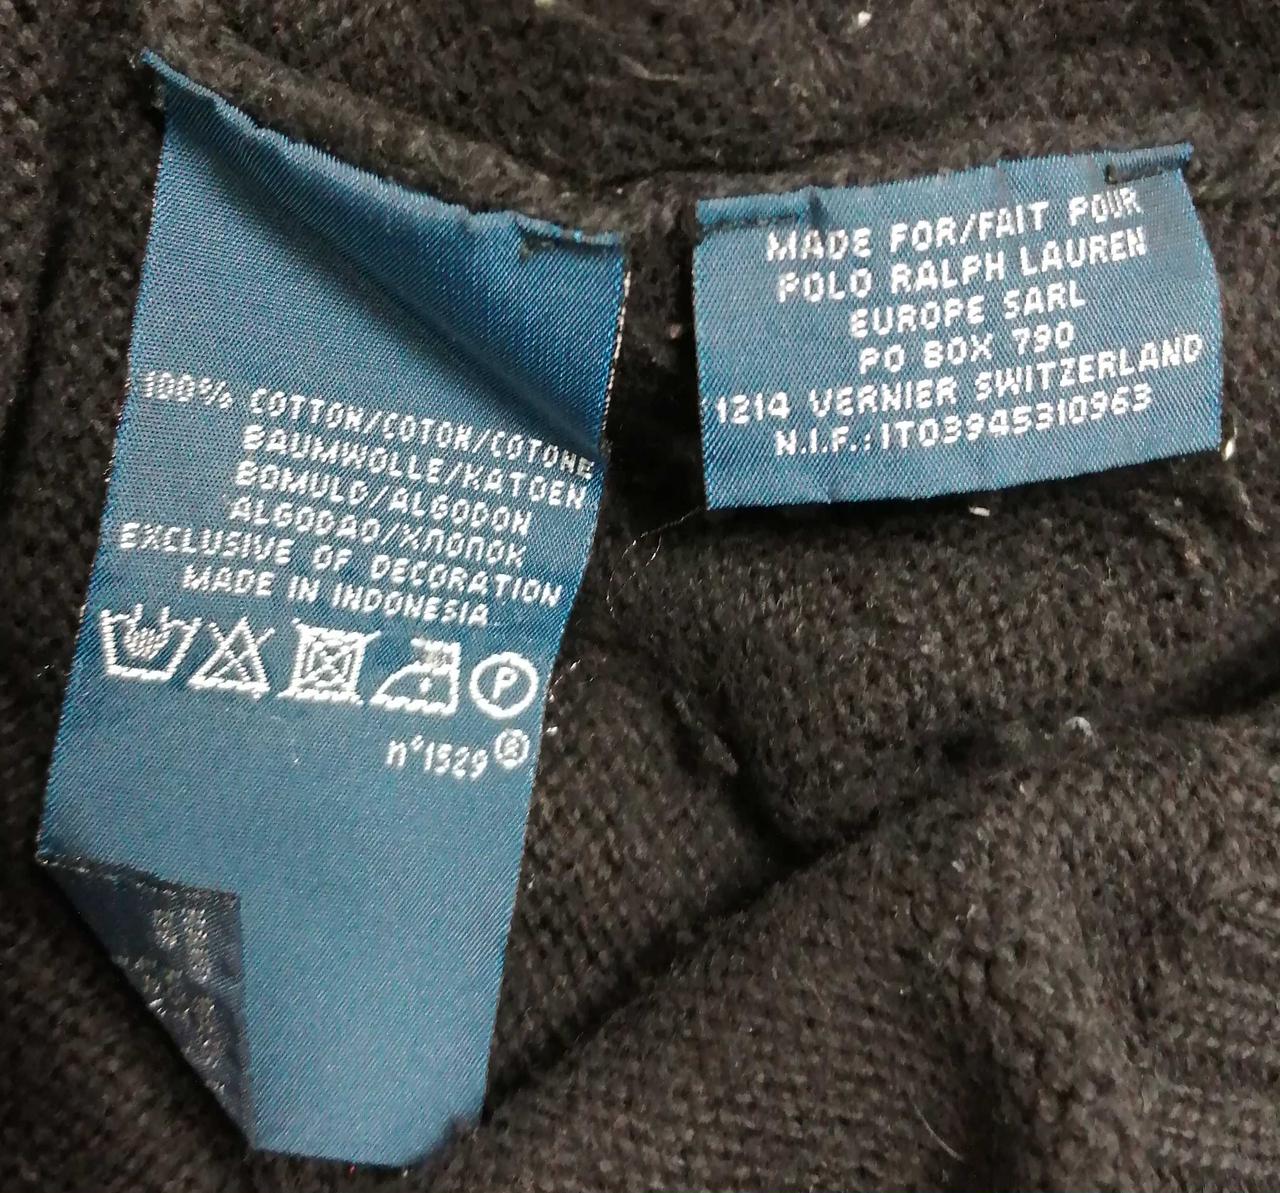 100% COTTON/COTON/COTONE
BAUMWOLLE/KATOEN
BOMULD/ALGODON
ALGODAO/ХЛОПОК
EXCLUSIVE OF DECORATION
MADE IN INDONESIA
P
n°1529®
MADE FOR/FAIT POUR
POLO RALPH LAUREN
EUROPE SARL
PO BOX 790
1214 VERNIER SWITZERLAND
N.I.F.: IT03945310963